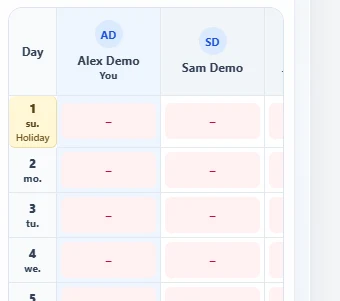 Day
AD
Alex Demo
You
SD
Sam Demo
1
su.
Holiday
–
–
2
mo.
–
–
3
tu.
–
–
4
we.
–
–
5